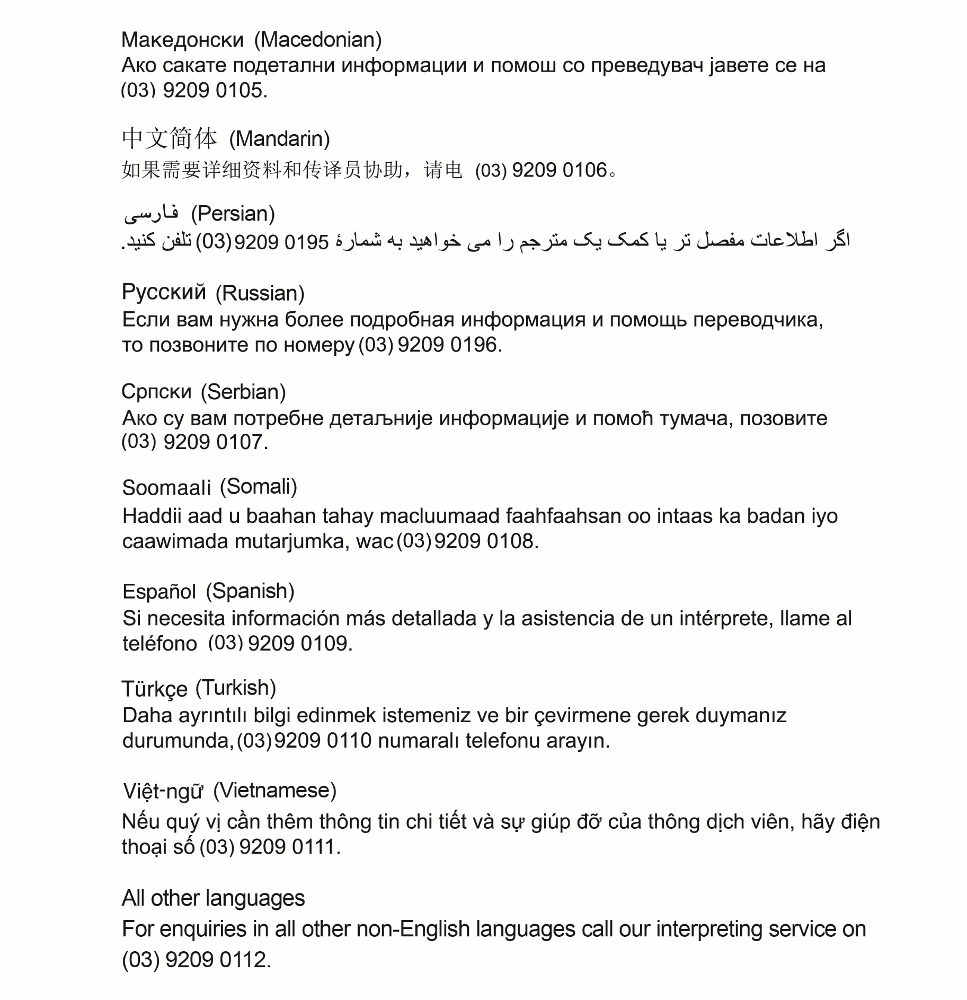 Македонски (Macedonian)
Ако сакате подетални информации и помош со преведувач јавете се на
(03) 9209 0105.
中文简体 (Mandarin)
如果需要详细资料和传译员协助，请电 (03) 9209 0106。
فارسی (Persian)
اگر اطلاعات مفصل تر یا کمک یک مترجم را می خواهید به شمارۀ 9209 0195 (03) تلفن کنید.
Русский (Russian)
Если вам нужна более подробная информация и помощь переводчика,
то позвоните по номеру (03) 9209 0196.
Српски (Serbian)
Ако су вам потребне детаљније информације и помоћ тумача, позовите
(03) 9209 0107.
Soomaali (Somali)
Haddii aad u baahan tahay macluumaad faahfaahsan oo intaas ka badan iyo
caawimada mutarjumka, wac (03) 9209 0108.
Español (Spanish)
Si necesita información más detallada y la asistencia de un intérprete, llame al
teléfono (03) 9209 0109.
Türkçe (Turkish)
Daha ayrıntılı bilgi edinmek istemeniz ve bir çevirmene gerek duymanız
durumunda, (03) 9209 0110 numaralı telefonu arayın.
Việt-ngữ (Vietnamese)
Nếu quý vị cần thêm thông tin chi tiết và sự giúp đỡ của thông dịch viên, hãy điện
thoại số (03) 9209 0111.
All other languages
For enquiries in all other non-English languages call our interpreting service on
(03) 9209 0112.